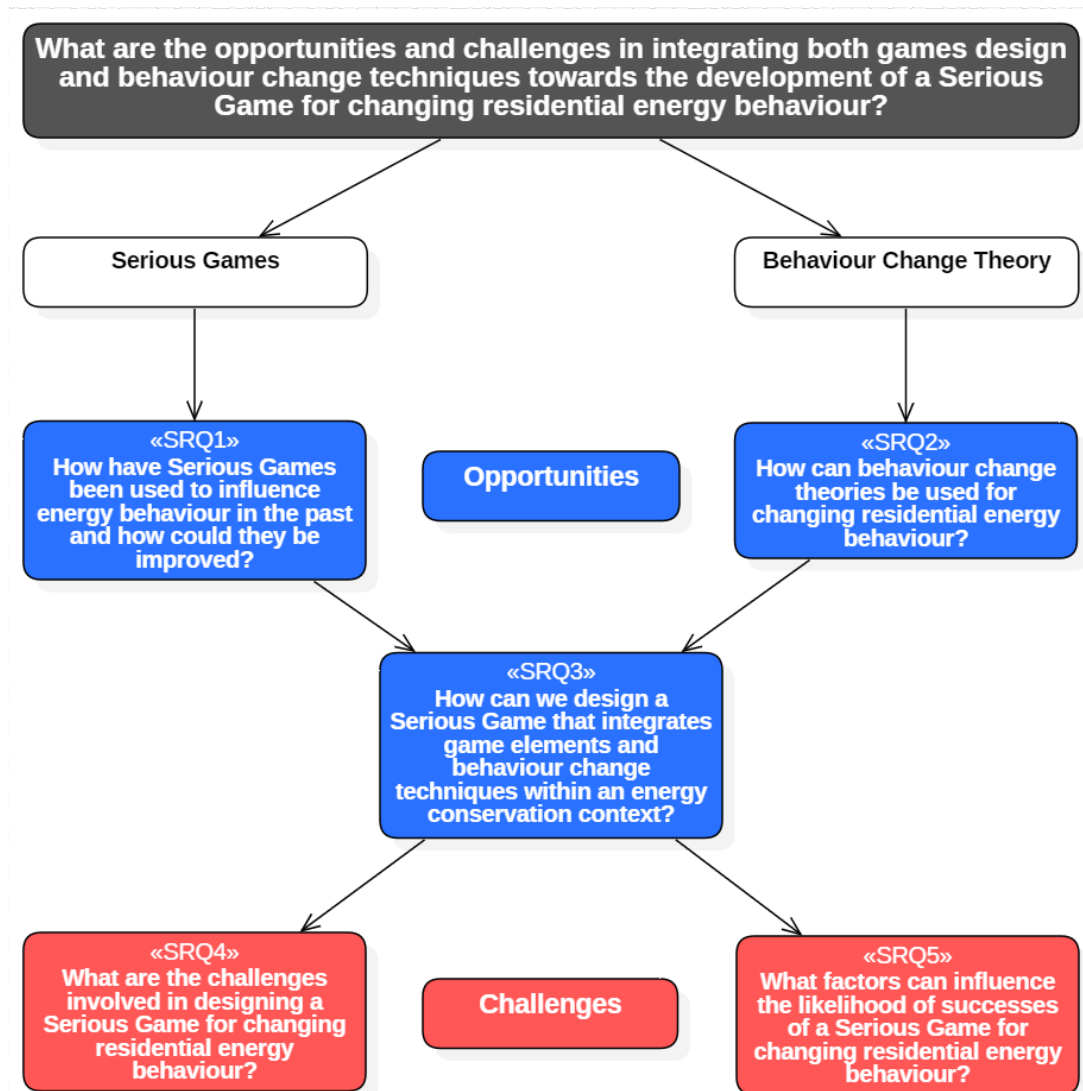 What are the opportunities and challenges in integrating both games design
and behaviour change techniques towards the development of a Serious
Game for changing residential energy behaviour?
Serious Games
Behaviour Change Theory
«SRQ1»
How have Serious Games
been used to influence
energy behaviour in the past
and how could they be
improved?
Opportunities
«SRQ2»
How can behaviour change
theories be used for
changing residential energy
behaviour?
«SRQ3»
How can we design a
Serious Game that integrates
game elements and
behaviour change
techniques within an energy
conservation context?
«SRQ4»
What are the challenges
involved in designing a
Serious Game for changing
residential energy
behaviour?
Challenges
«SRQ5»
What factors can influence
the likelihood of successes
of a Serious Game for
changing residential energy
behaviour?